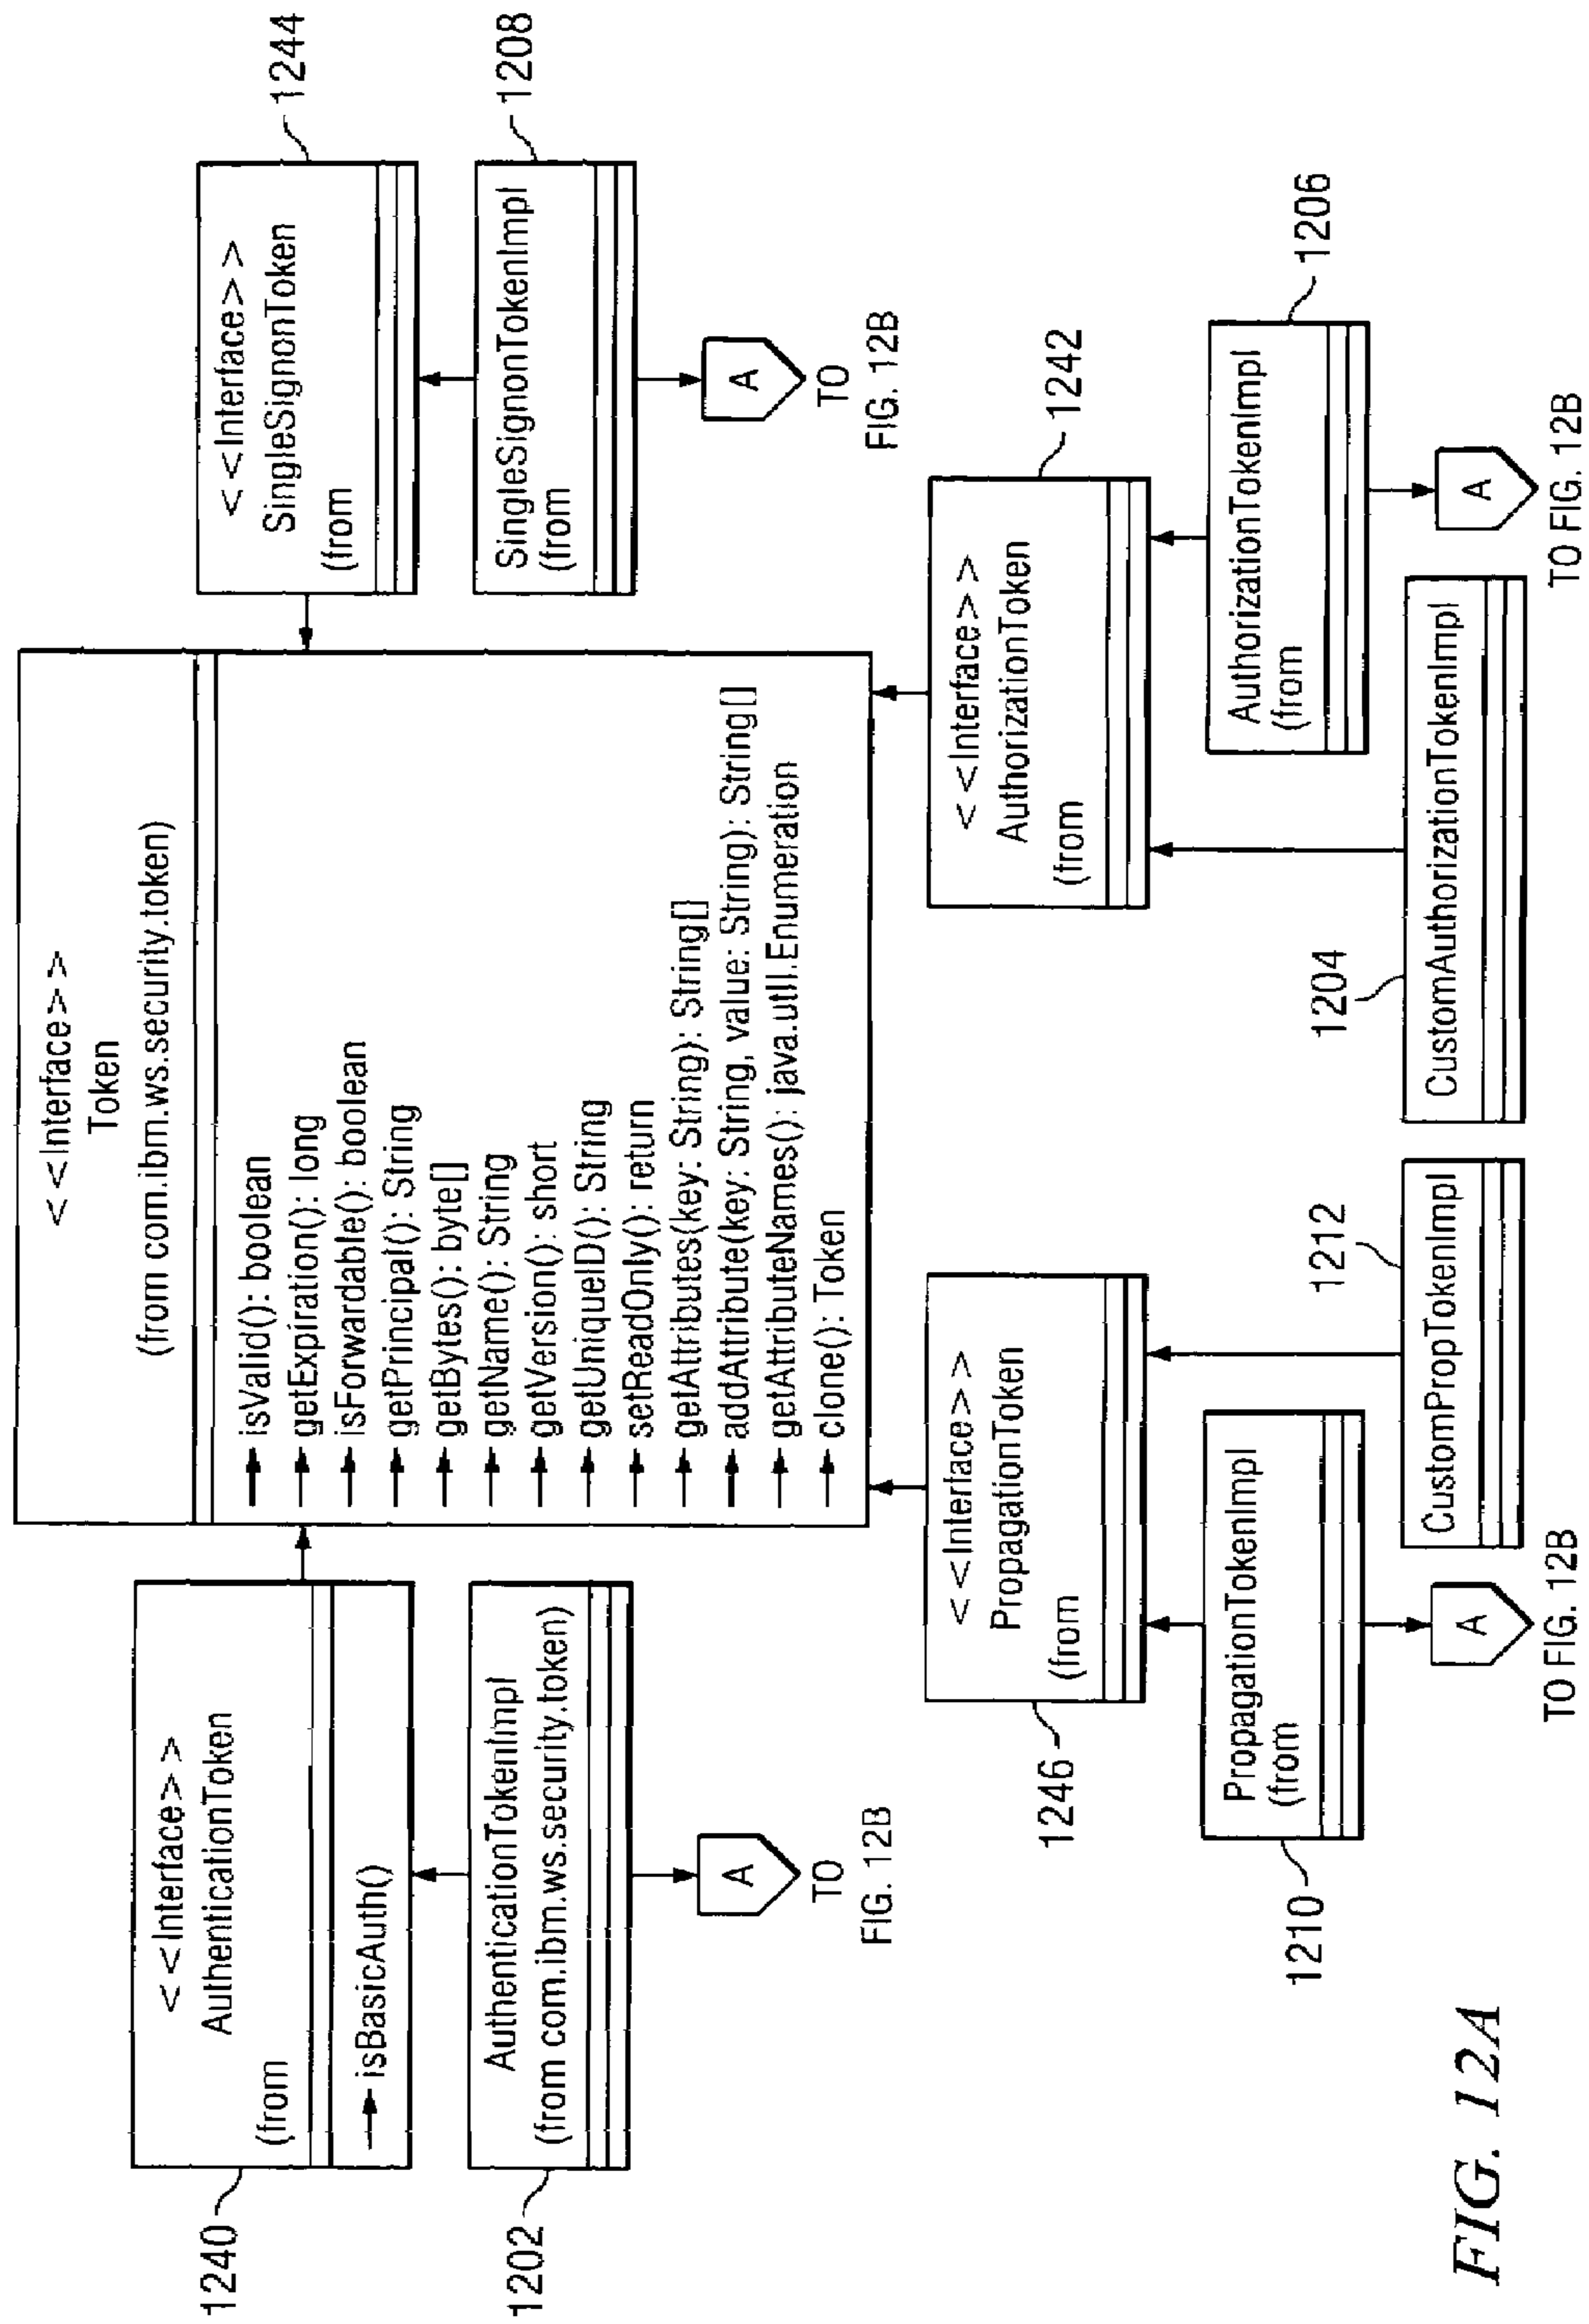 <<Interface>>
Token
(from com.ibm.ws.security.token)
isValid(): boolean
getExpiration(): long
isForwardable(): boolean
getPrincipal(): String
getBytes(): byte[]
getName(): String
getVersion(): short
getUniqueID(): String
setReadOnly(): return
getAttributes(key: String): String[]
addAttribute(key: String, value: String): String[]
getAttributeNames(): java.util.Enumeration
clone(): Token
1240
<<Interface>>
AuthenticationToken
(from
isBasicAuth()
1202
AuthenticationTokenImpl
(from com.ibm.ws.security.token)
A
TO
FIG. 12B
<<Interface>>
SingleSignonToken
(from
1244
SingleSignonTokenImpl
(from
1208
A
TO
FIG. 12B
<<Interface>>
PropagationToken
(from
1246
PropagationTokenImpl
(from
1210
A
TO FIG. 12B
1212
CustomPropTokenImpl
<<Interface>>
AuthorizationToken
(from
1242
1204
CustomAuthorizationTokenImpl
AuthorizationTokenImpl
(from
1206
A
TO FIG. 12B
FIG. 12A